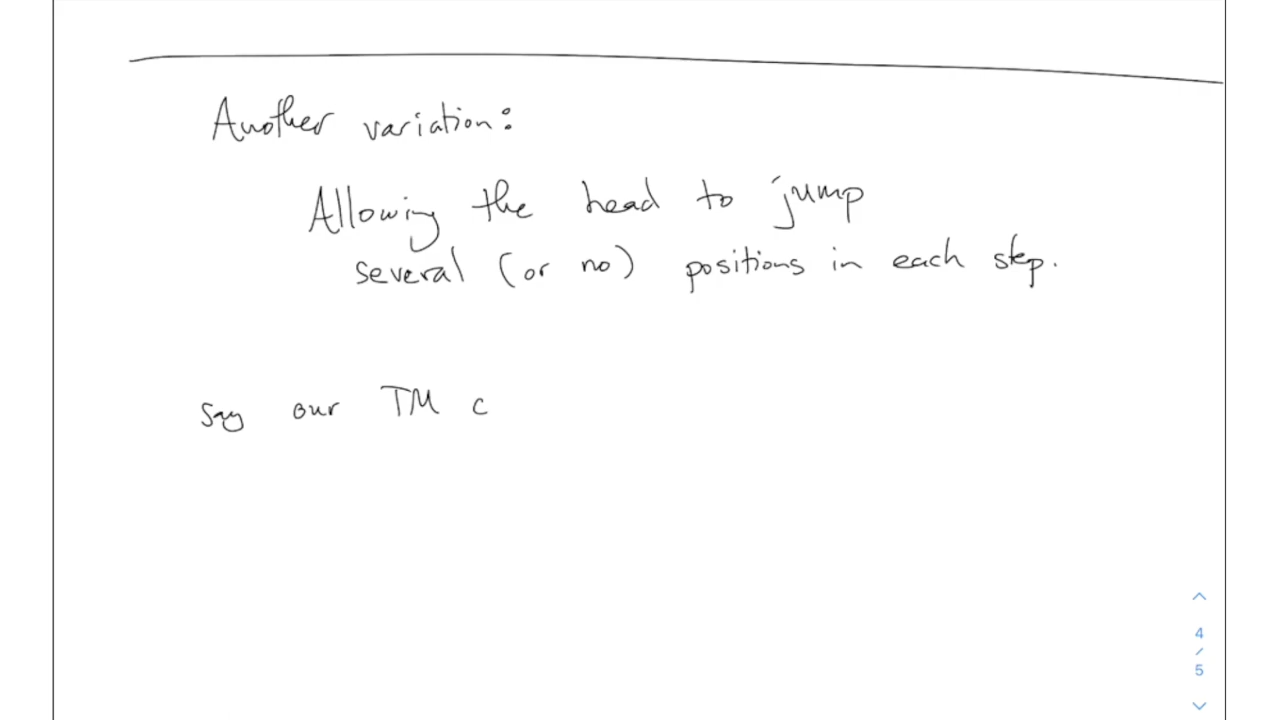 Another variation:
Allowing the head to jump
several (or no) positions in each step.
Say our TM c
4
/
5